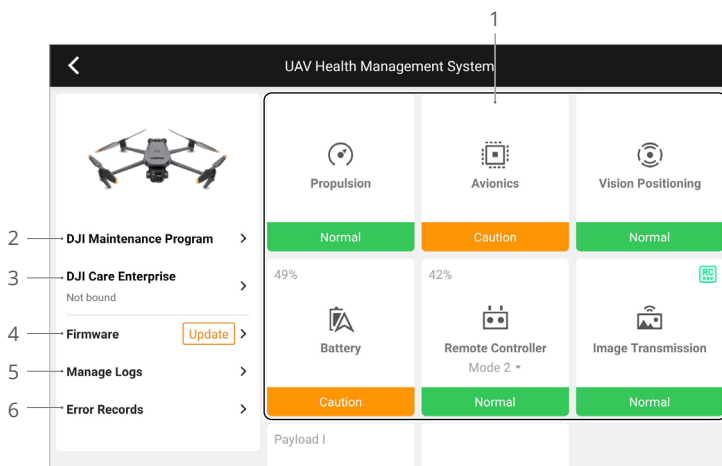 1
UAV Health Management System
Propulsion
Avionics
Vision Positioning
Normal
Caution
Normal
2
DJI Maintenance Program
3
DJI Care Enterprise
Not bound
4
Firmware
Update
5
Manage Logs
6
Error Records
49%
42%
RC
Battery
Remote Controller
Mode 2
Image Transmission
Caution
Normal
Normal
Payload I